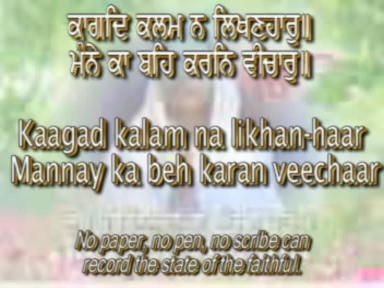 ਕਾਗਦਿ ਕਲਮ ਨ ਲਿਖਣਹਾਰੁ॥
ਮੰਨੇ ਕਾ ਬਹਿ ਕਰਨਿ ਵੀਚਾਰੁ॥
Kaagad kalam na likhan-haar
Mannay ka beh karan veechaar
No paper, no pen, no scribe can
record the state of the faithful.